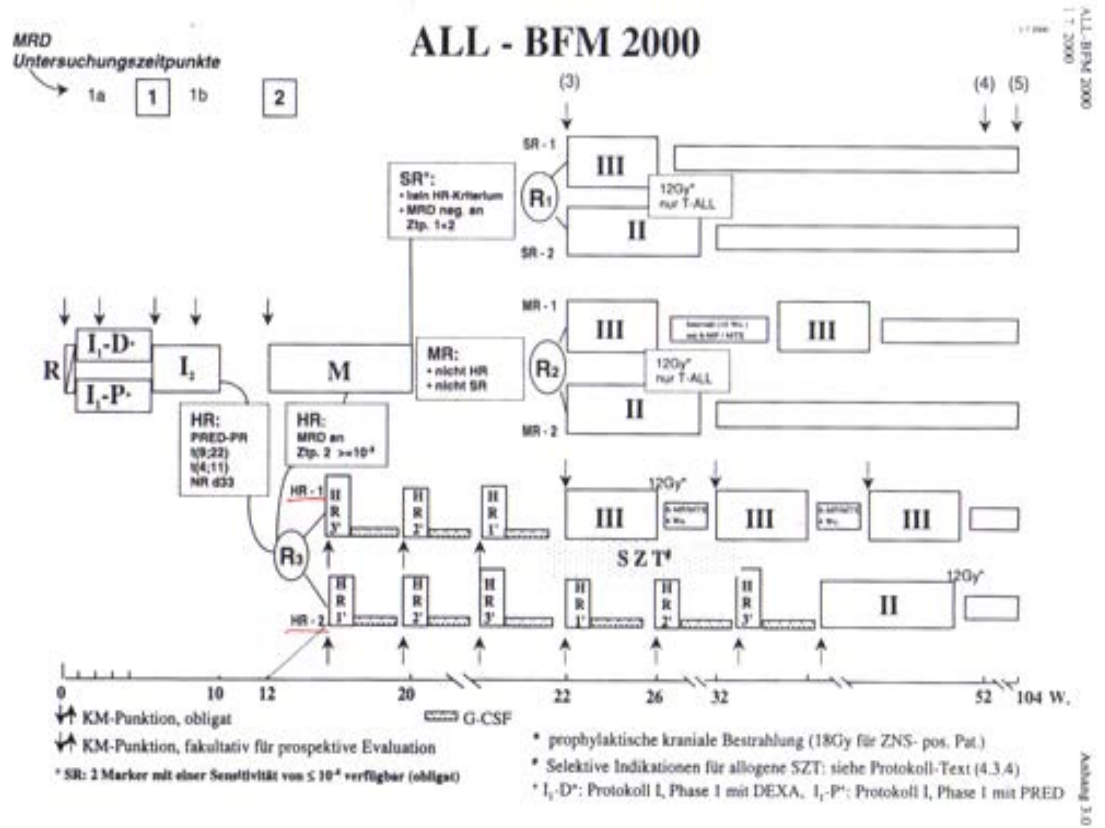 ALL - BFM 2000
ALL-BFM 2000
1 7. 2000
MRD
Untersuchungszeitpunkte
1a
1
1b
2
(3)
(4)
(5)
SR*:
• kein HR-Kriterium
• MRD neg. an
Ztp. 1+2
SR - 1
III
R1
12Gy*
nur T-ALL
II
SR - 2
R
I1-D+
I1-P+
I2
M
MR:
• nicht HR
• nicht SR
MR - 1
III
III
R2
12Gy*
nur T-ALL
II
MR - 2
HR:
PRED-PR
t(9;22)
t(4;11)
NR d33
HR:
MRD an
Ztp. 2 >=10
HR - 1
HR 3'
HR 2'
HR 1'
III
12Gy*
III
III
R3
SZT#
HR - 2
HR 1'
HR 2'
HR 3'
HR 1'
HR 2'
HR 3'
II
12Gy*
0
10
12
20
22
26
32
52
104 W.
KM-Punktion, obligat
G-CSF
KM-Punktion, fakultativ für prospektive Evaluation
* prophylaktische kraniale Bestrahlung (18Gy für ZNS- pos. Pat.)
* SR: 2 Marker mit einer Sensitivität von ≤ 10 verfügbar (obligat)
# Selektive Indikationen für allogene SZT: siehe Protokoll-Text (4.3.4)
+ I1-D+: Protokoll I, Phase 1 mit DEXA, I1-P+: Protokoll I, Phase 1 mit PRED
Anhang 3.0